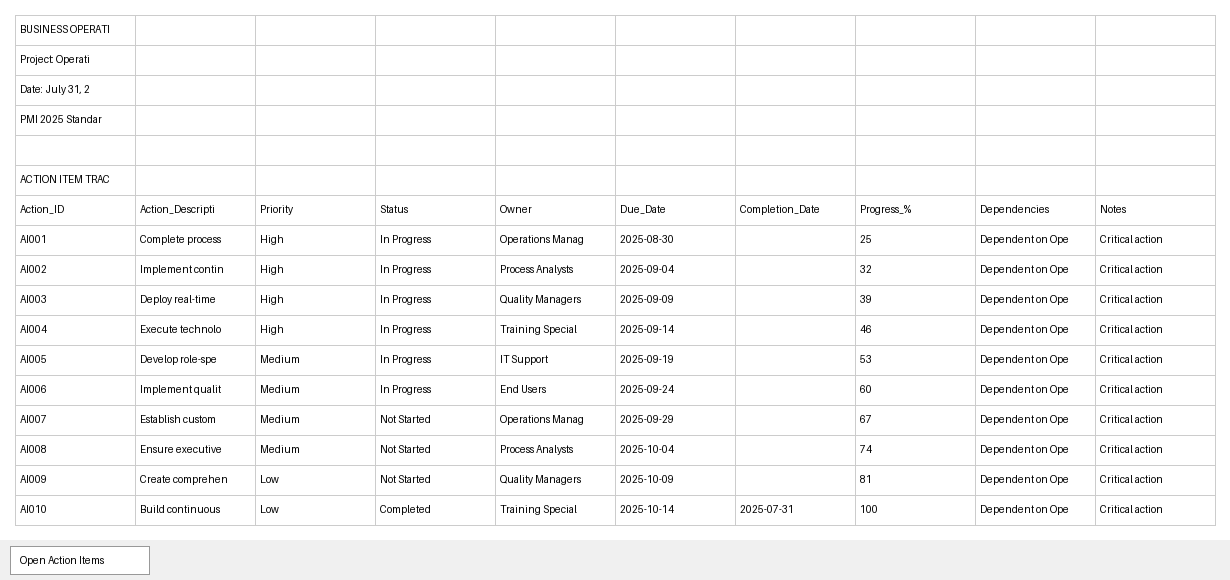 BUSINESS OPERATI
Project: Operati
Date: July 31, 2
PMI 2025 Standar
ACTION ITEM TRAC
Action_ID Action_Descripti Priority Status Owner Due_Date Completion_Date Progress_% Dependencies Notes
AI001 Complete process High In Progress Operations Manag 2025-08-30 25 Dependent on Ope Critical action
AI002 Implement contin High In Progress Process Analysts 2025-09-04 32 Dependent on Ope Critical action
AI003 Deploy real-time High In Progress Quality Managers 2025-09-09 39 Dependent on Ope Critical action
AI004 Execute technolo High In Progress Training Special 2025-09-14 46 Dependent on Ope Critical action
AI005 Develop role-spe Medium In Progress IT Support 2025-09-19 53 Dependent on Ope Critical action
AI006 Implement qualit Medium In Progress End Users 2025-09-24 60 Dependent on Ope Critical action
AI007 Establish custom Medium Not Started Operations Manag 2025-09-29 67 Dependent on Ope Critical action
AI008 Ensure executive Medium Not Started Process Analysts 2025-10-04 74 Dependent on Ope Critical action
AI009 Create comprehen Low Not Started Quality Managers 2025-10-09 81 Dependent on Ope Critical action
AI010 Build continuous Low Completed Training Special 2025-10-14 2025-07-31 100 Dependent on Ope Critical action
Open Action Items